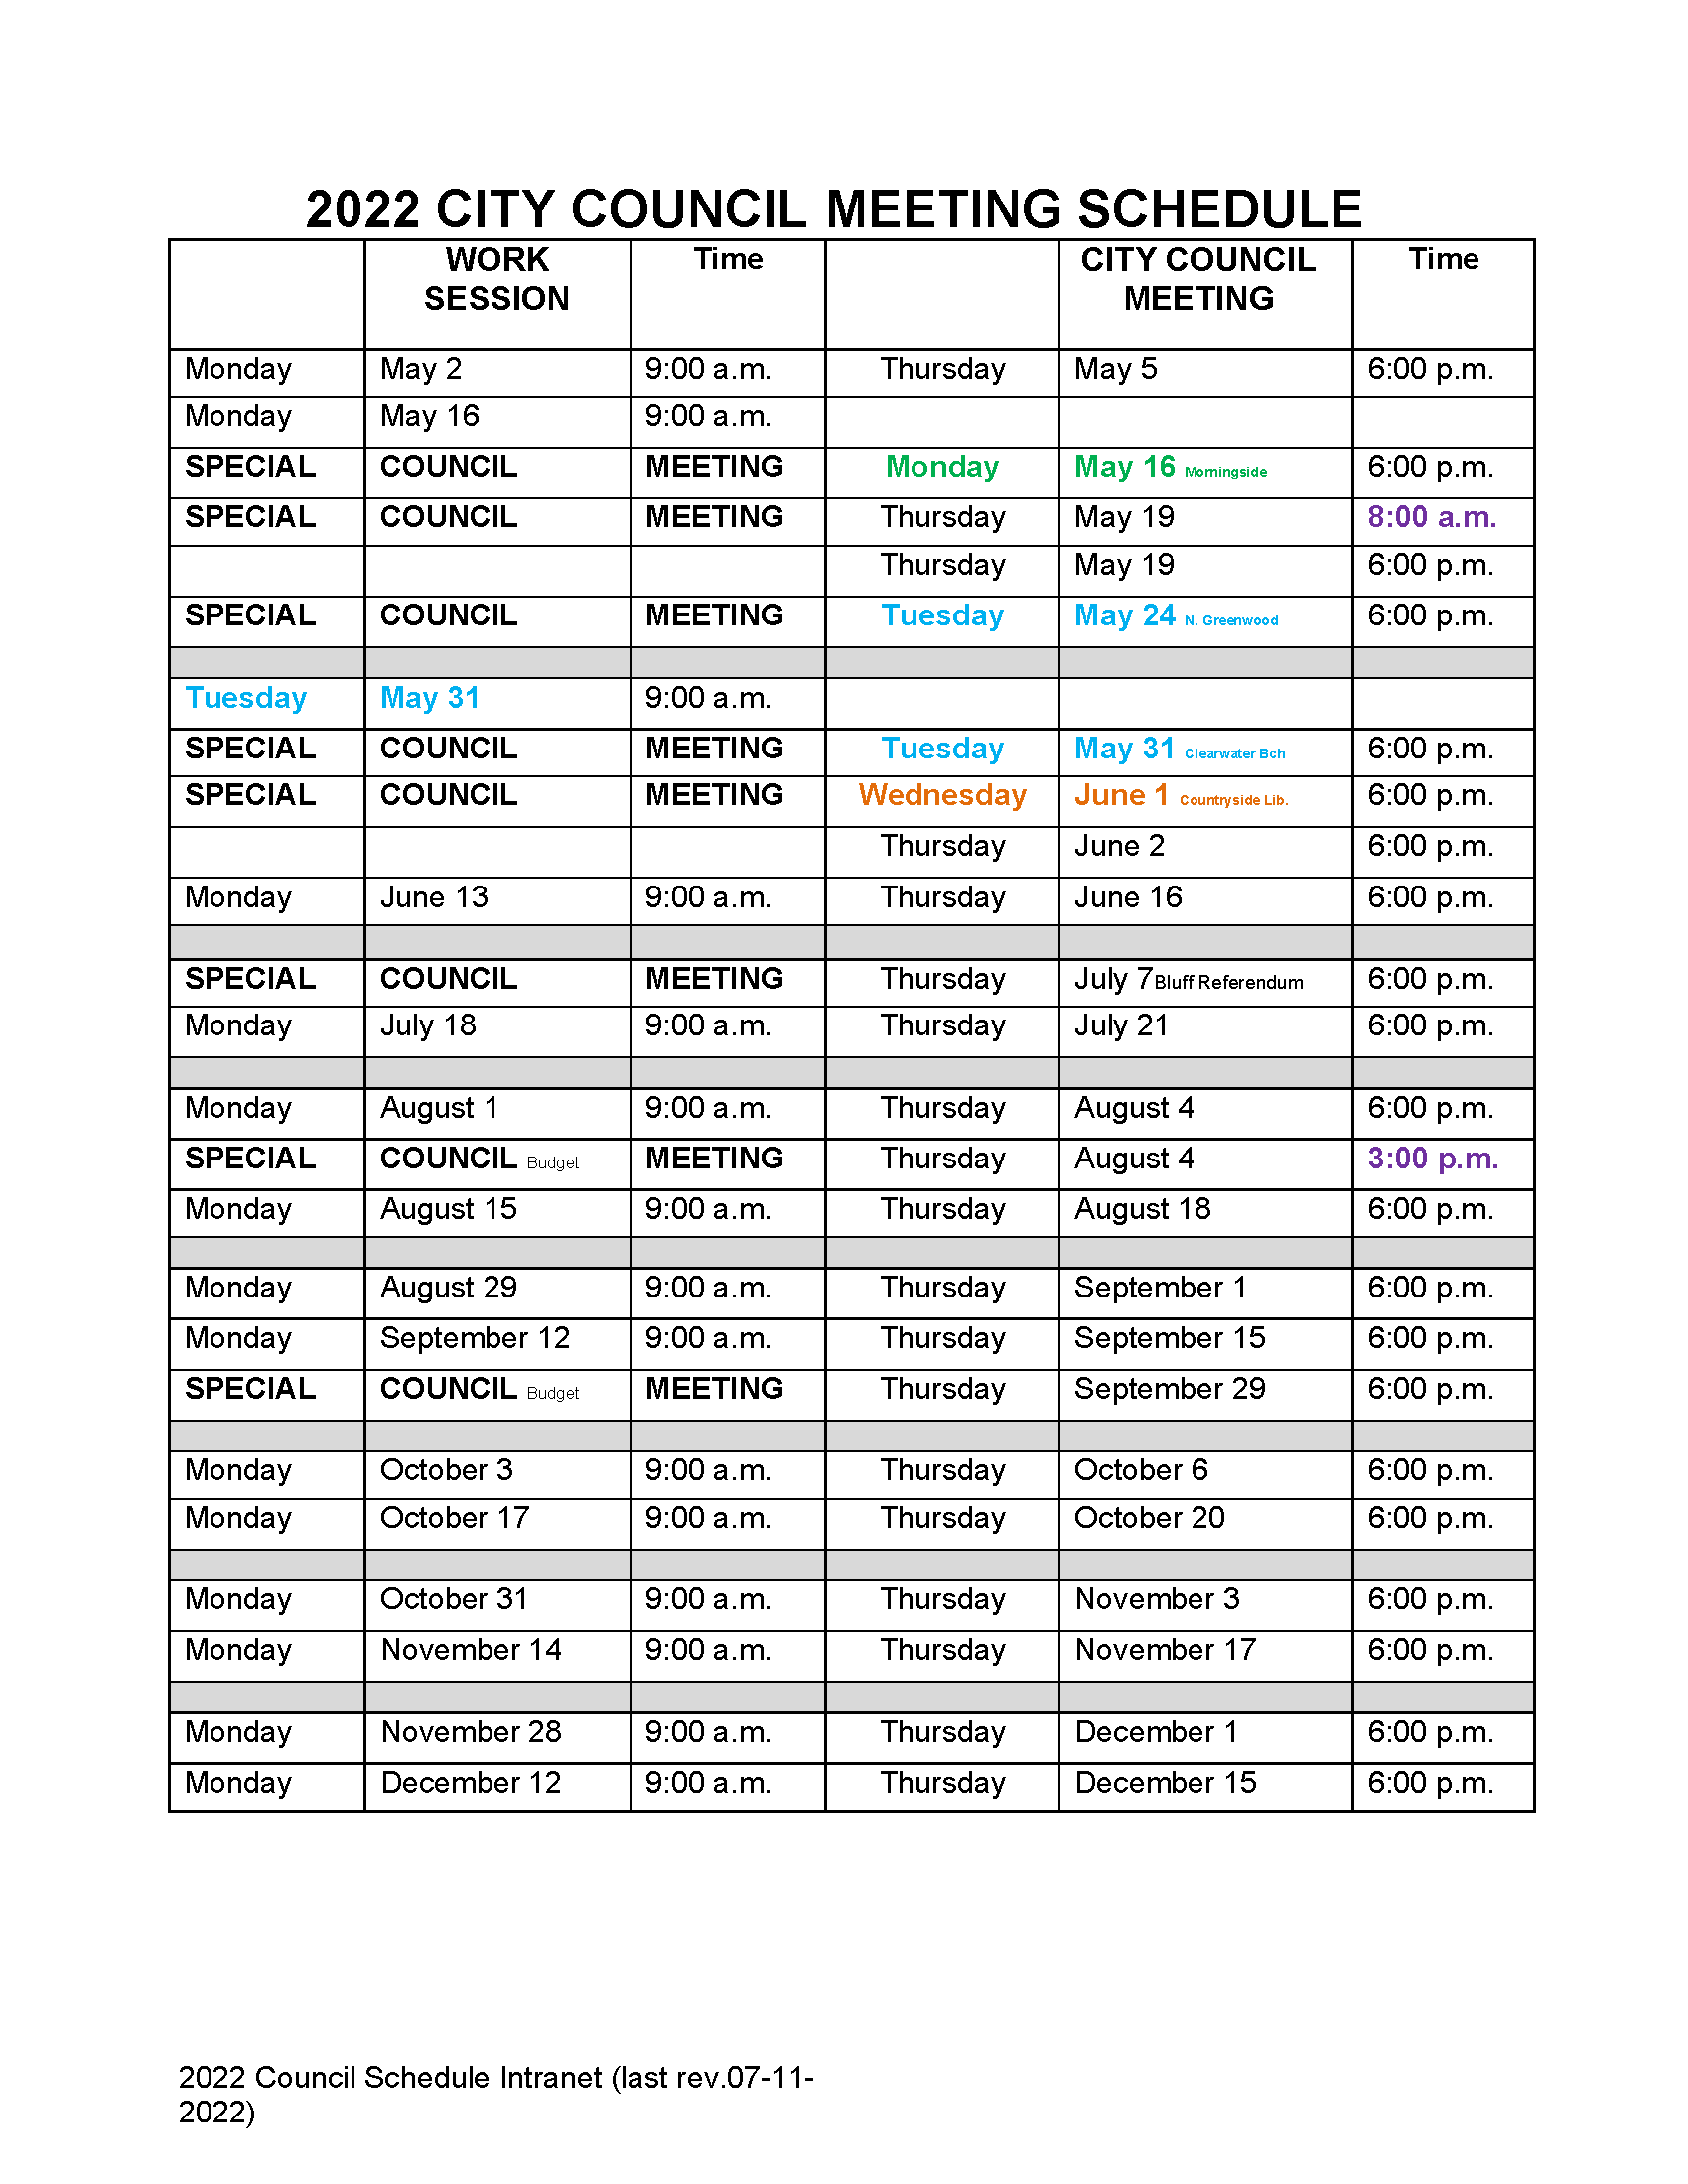 2022 CITY COUNCIL MEETING SCHEDULE
WORK SESSION Time CITY COUNCIL MEETING Time
Monday May 2 9:00 a.m. Thursday May 5 6:00 p.m.
Monday May 16 9:00 a.m.
SPECIAL COUNCIL MEETING Monday May 16 Morningside 6:00 p.m.
SPECIAL COUNCIL MEETING Thursday May 19 8:00 a.m.
Thursday May 19 6:00 p.m.
SPECIAL COUNCIL MEETING Tuesday May 24 N. Greenwood 6:00 p.m.
Tuesday May 31 9:00 a.m.
SPECIAL COUNCIL MEETING Tuesday May 31 Clearwater Bch 6:00 p.m.
SPECIAL COUNCIL MEETING Wednesday June 1 Countryside Lib. 6:00 p.m.
Thursday June 2 6:00 p.m.
Monday June 13 9:00 a.m. Thursday June 16 6:00 p.m.
SPECIAL COUNCIL MEETING Thursday July 7Bluff Referendum 6:00 p.m.
Monday July 18 9:00 a.m. Thursday July 21 6:00 p.m.
Monday August 1 9:00 a.m. Thursday August 4 6:00 p.m.
SPECIAL COUNCIL Budget MEETING Thursday August 4 3:00 p.m.
Monday August 15 9:00 a.m. Thursday August 18 6:00 p.m.
Monday August 29 9:00 a.m. Thursday September 1 6:00 p.m.
Monday September 12 9:00 a.m. Thursday September 15 6:00 p.m.
SPECIAL COUNCIL Budget MEETING Thursday September 29 6:00 p.m.
Monday October 3 9:00 a.m. Thursday October 6 6:00 p.m.
Monday October 17 9:00 a.m. Thursday October 20 6:00 p.m.
Monday October 31 9:00 a.m. Thursday November 3 6:00 p.m.
Monday November 14 9:00 a.m. Thursday November 17 6:00 p.m.
Monday November 28 9:00 a.m. Thursday December 1 6:00 p.m.
Monday December 12 9:00 a.m. Thursday December 15 6:00 p.m.
2022 Council Schedule Intranet (last rev.07-11-
2022)